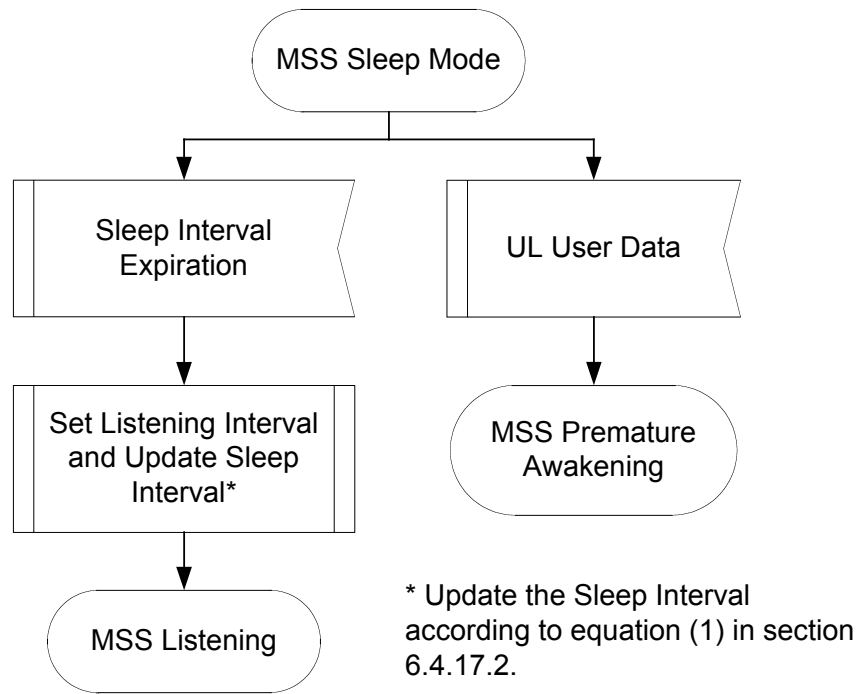 MSS Sleep Mode
Sleep Interval
Expiration
UL User Data
Set Listening Interval
and Update Sleep
Interval*
MSS Premature
Awakening
MSS Listening
* Update the Sleep Interval
according to equation (1) in section
6.4.17.2.